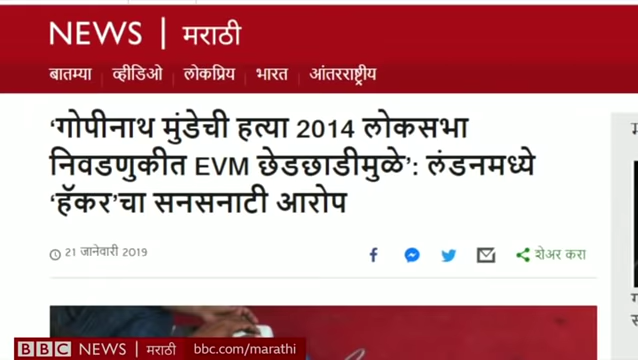 NEWS | मराठी
बातम्या व्हीडिओ लोकप्रिय भारत आंतरराष्ट्रीय
'गोपीनाथ मुंडेची हत्या 2014 लोकसभा
निवडणुकीत EVM छेडछाडीमुळे': लंडनमध्ये
'हॅकर'चा सनसनाटी आरोप
21 जानेवारी 2019
शेअर करा
BBC NEWS | मराठी bbc.com/marathi